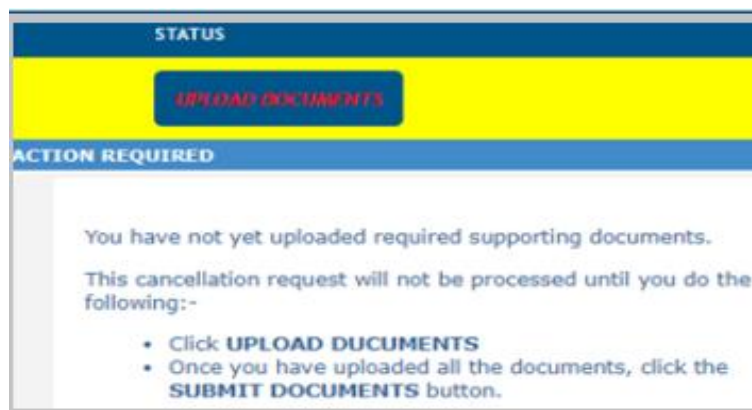 STATUS
UPLOAD DOCUMENTS
ACTION REQUIRED
You have not yet uploaded required supporting documents.
This cancellation request will not be processed until you do the
following:-
• Click UPLOAD DUCUMENTS
• Once you have uploaded all the documents, click the
SUBMIT DOCUMENTS button.